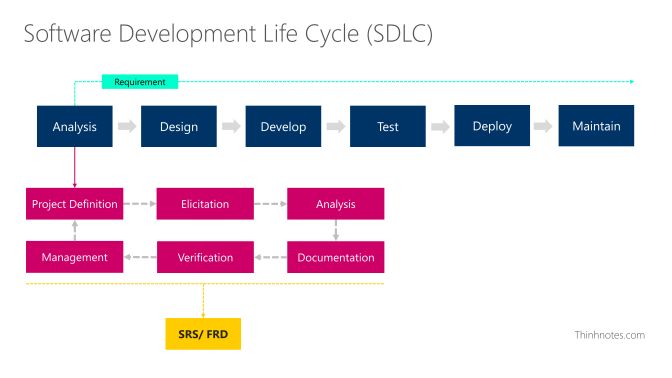 Software Development Life Cycle (SDLC)
Requirement
Analysis
Design
Develop
Test
Deploy
Maintain
Project Definition
Elicitation
Analysis
Management
Verification
Documentation
SRS/ FRD
Thinhnotes.com